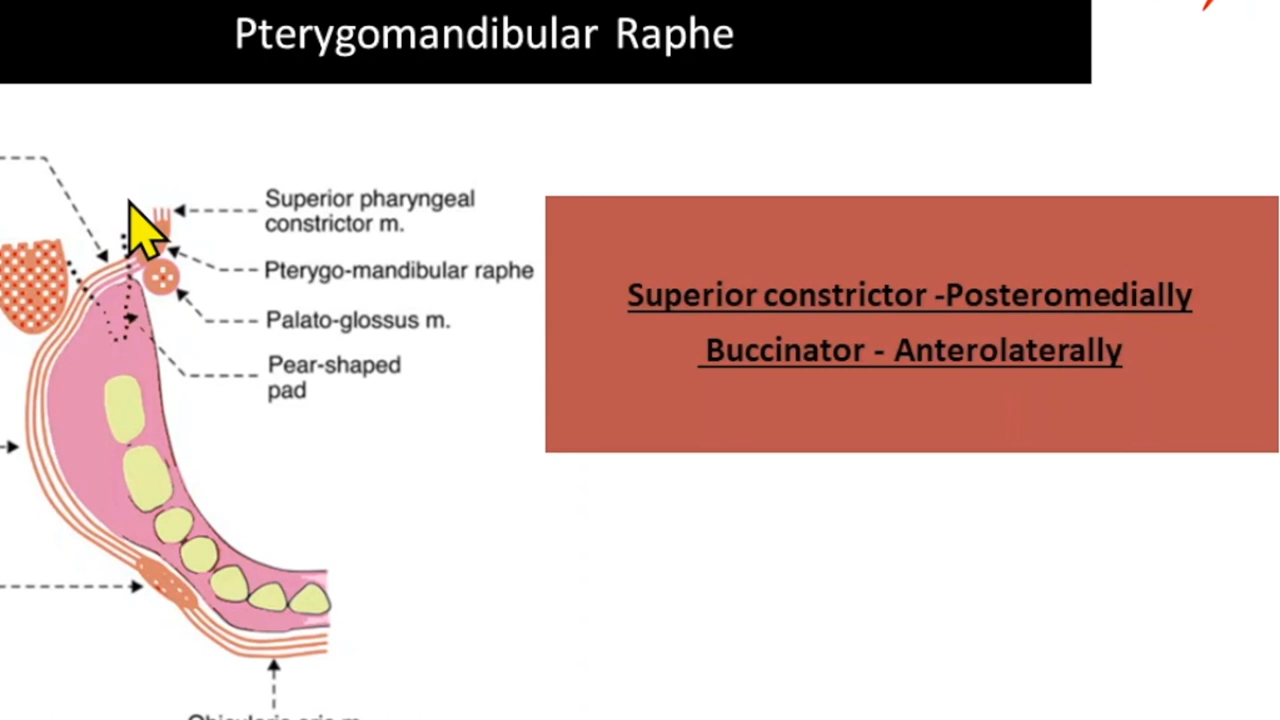 Pterygomandibular Raphe
Superior pharyngeal
constrictor m.
Pterygo-mandibular raphe
Palato-glossus m.
Pear-shaped
pad
Superior constrictor -Posteromedially
Buccinator - Anterolaterally